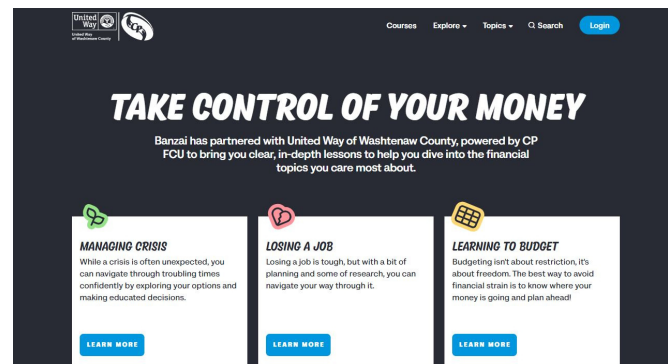 United
Way
United Way
of Washtenaw County
CP
Courses Explore Topics Search Login
TAKE CONTROL OF YOUR MONEY
Banzai has partnered with United Way of Washtenaw County, powered by CP
FCU to bring you clear, in-depth lessons to help you dive into the financial
topics you care most about.
MANAGING CRISIS
While a crisis is often unexpected, you
can navigate through troubling times
confidently by exploring your options and
making educated decisions.
LEARN MORE
LOSING A JOB
Losing a job is tough, but with a bit of
planning and some of research, you can
navigate your way through it.
LEARN MORE
LEARNING TO BUDGET
Budgeting isn't about restriction, it's
about freedom. The best way to avoid
financial strain is to know where your
money is going and plan ahead!
LEARN MORE